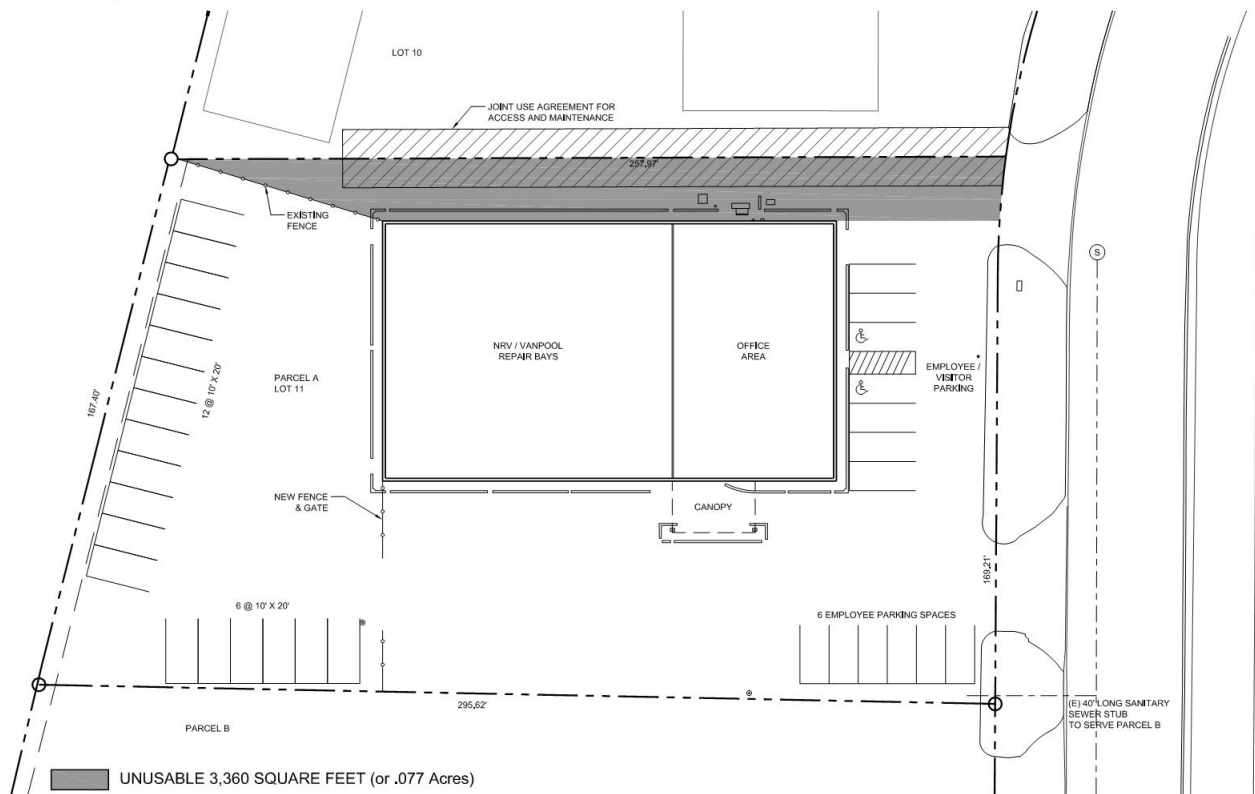 LOT 10
JOINT USE AGREEMENT FOR
ACCESS AND MAINTENANCE
257.97'
EXISTING
FENCE
S
NRV / VANPOOL
REPAIR BAYS
OFFICE
AREA
EMPLOYEE /
VISITOR
PARKING
PARCEL A
LOT 11
12 @ 10' X 20'
167.40'
NEW FENCE
& GATE
CANOPY
169.21'
6 @ 10' X 20'
6 EMPLOYEE PARKING SPACES
295.62'
(E) 40' LONG SANITARY
SEWER STUB
TO SERVE PARCEL B
PARCEL B
UNUSABLE 3,360 SQUARE FEET (or .077 Acres)